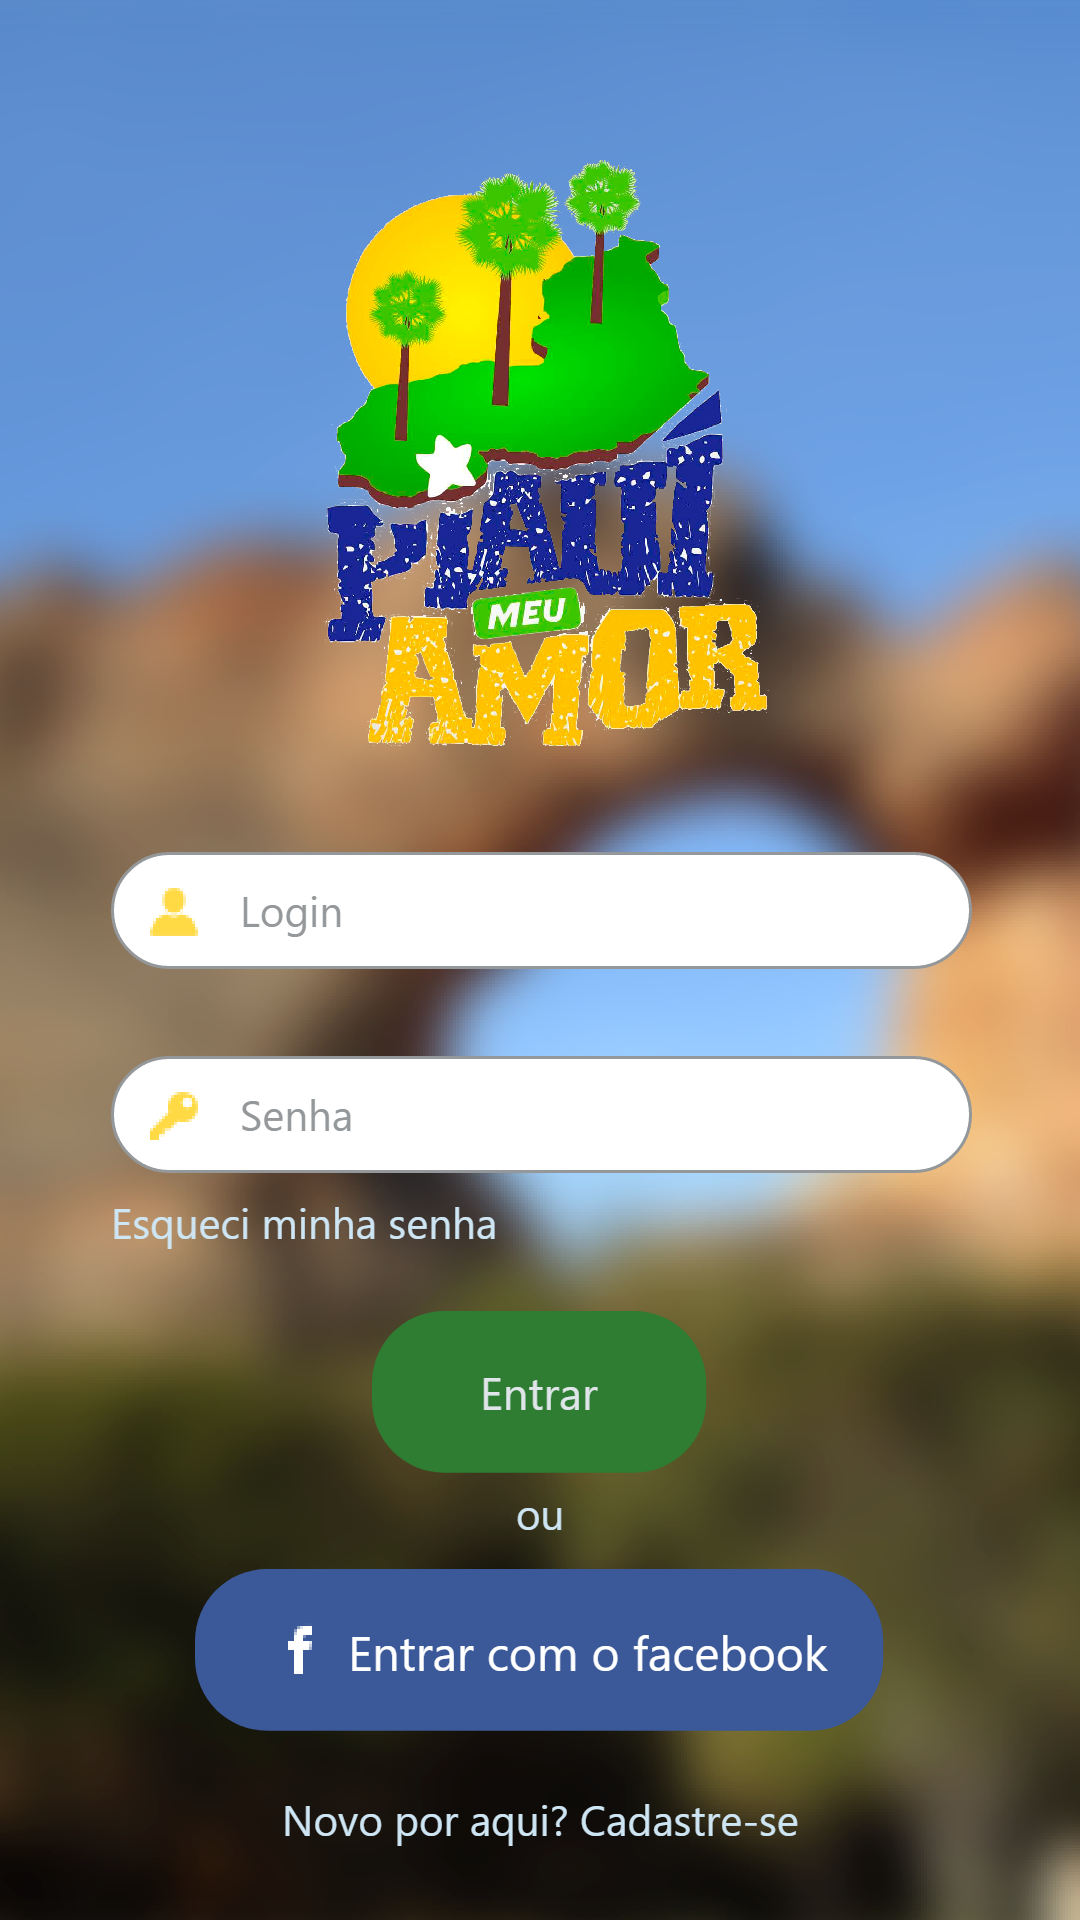 PIAUÍ
MEU
AMOR
Login
Senha
Esqueci minha senha
Entrar
ou
f Entrar com o facebook
Novo por aqui? Cadastre-se